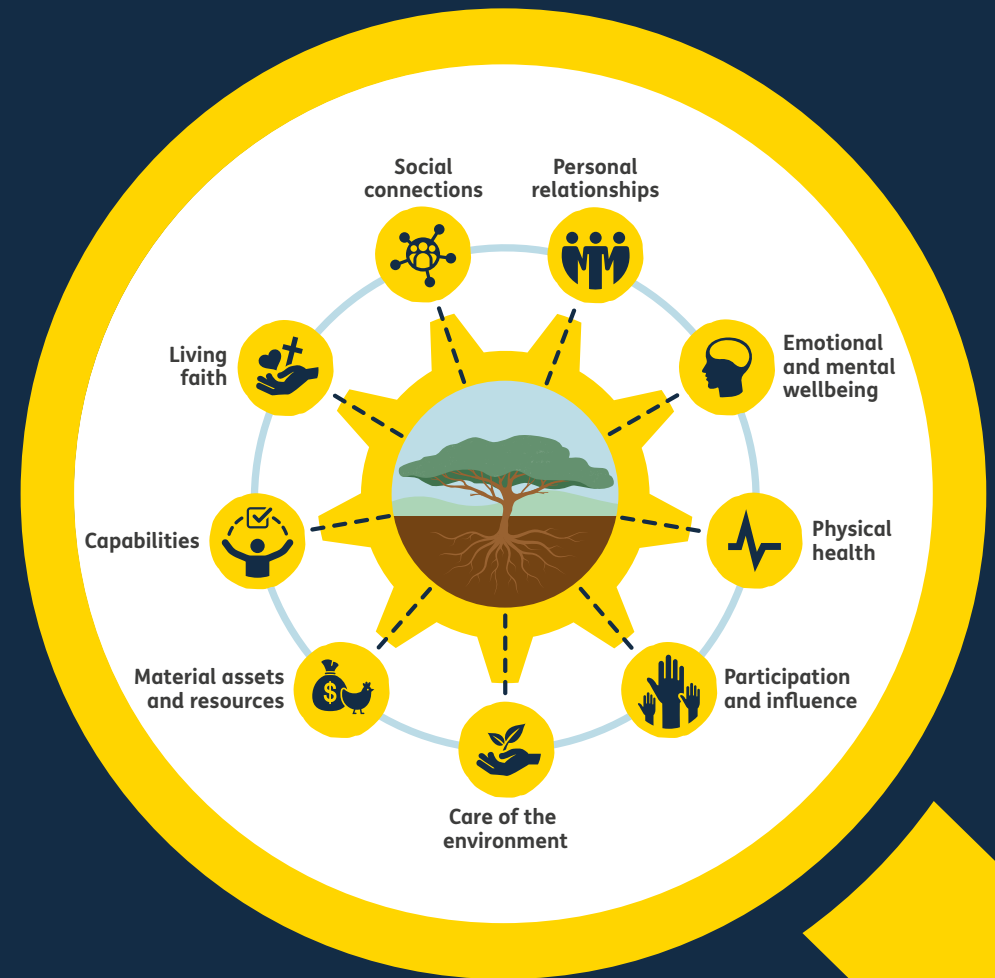 Social
connections
Personal
relationships
Emotional
and mental
wellbeing
Physical
health
Participation
and influence
Care of the
environment
Material assets
and resources
Capabilities
Living
faith
$